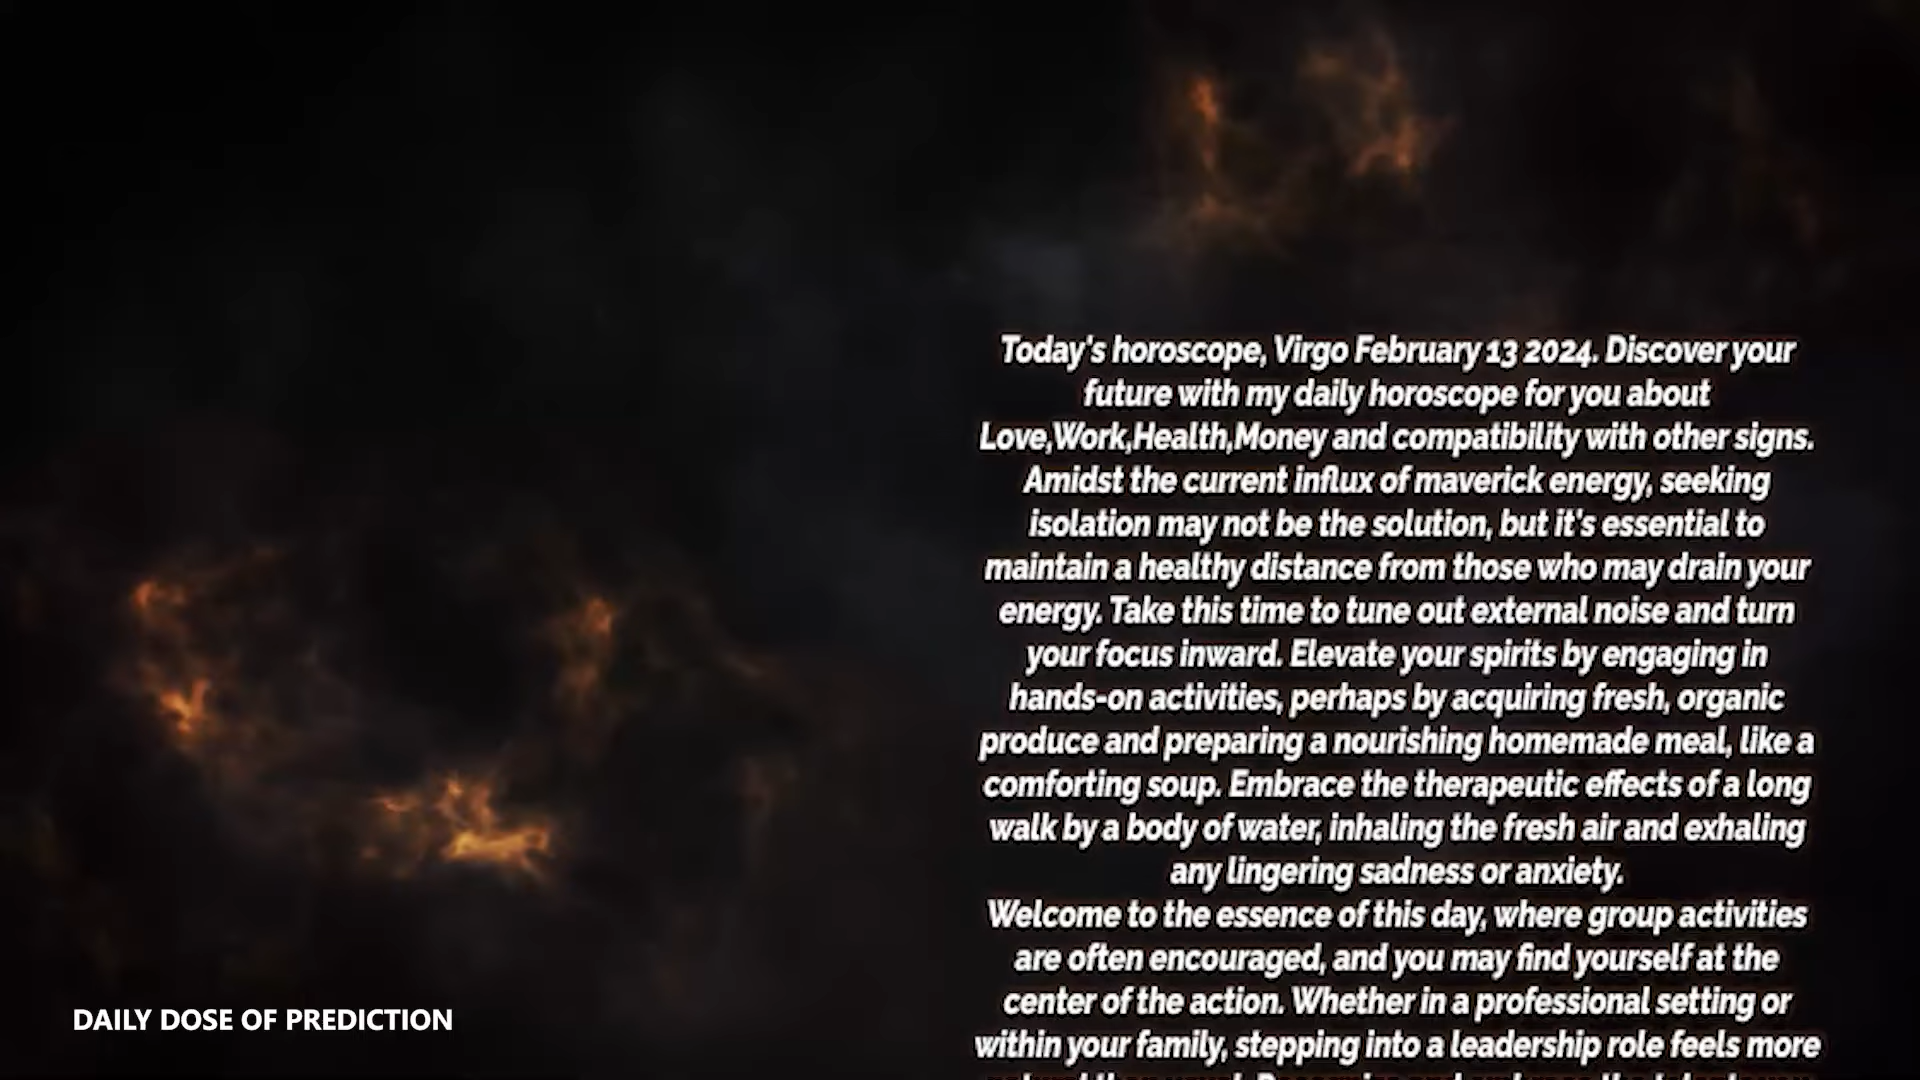 Today's horoscope, Virgo February 13 2024. Discover your
future with my daily horoscope for you about
Love,Work,Health,Money and compatibility with other signs.
Amidst the current influx of maverick energy, seeking
isolation may not be the solution, but it's essential to
maintain a healthy distance from those who may drain your
energy. Take this time to tune out external noise and turn
your focus inward. Elevate your spirits by engaging in
hands-on activities, perhaps by acquiring fresh, organic
produce and preparing a nourishing homemade meal, like a
comforting soup. Embrace the therapeutic effects of a long
walk by a body of water, inhaling the fresh air and exhaling
any lingering sadness or anxiety.
Welcome to the essence of this day, where group activities
are often encouraged, and you may find yourself at the
center of the action. Whether in a professional setting or
within your family, stepping into a leadership role feels more
DAILY DOSE OF PREDICTION